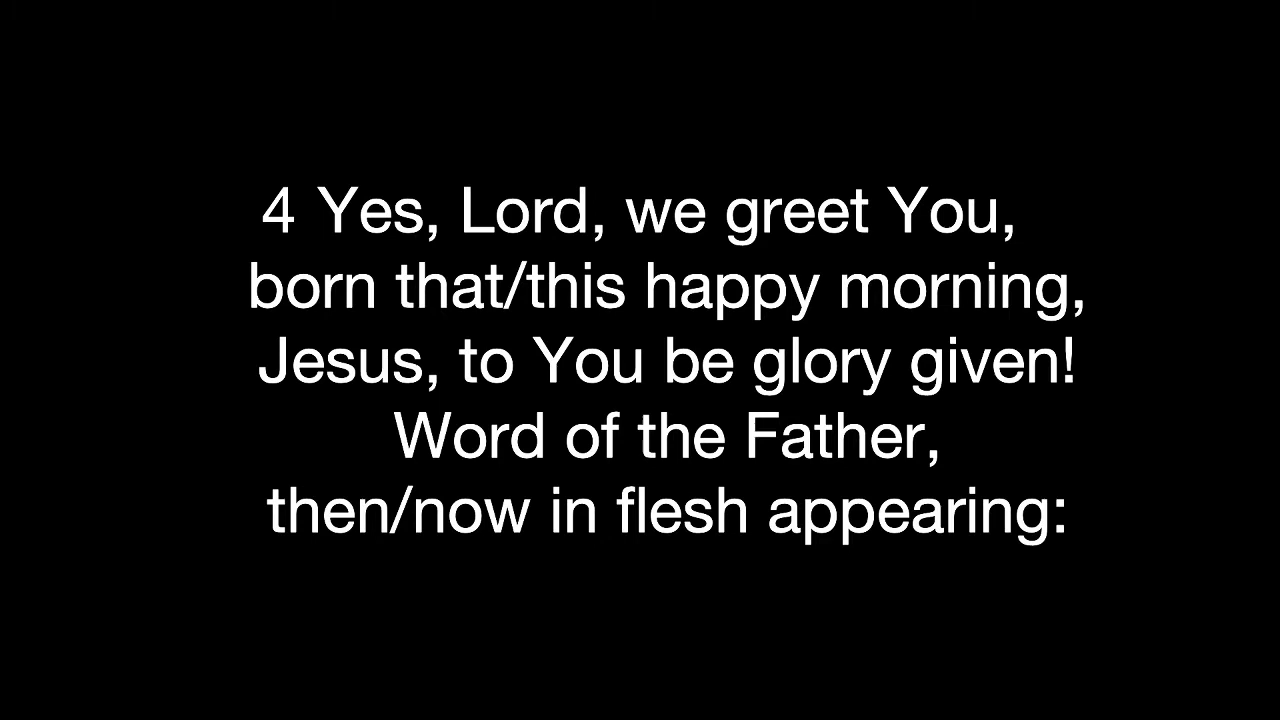 4 Yes, Lord, we greet You,
born that/this happy morning,
Jesus, to You be glory given!
Word of the Father,
then/now in flesh appearing: